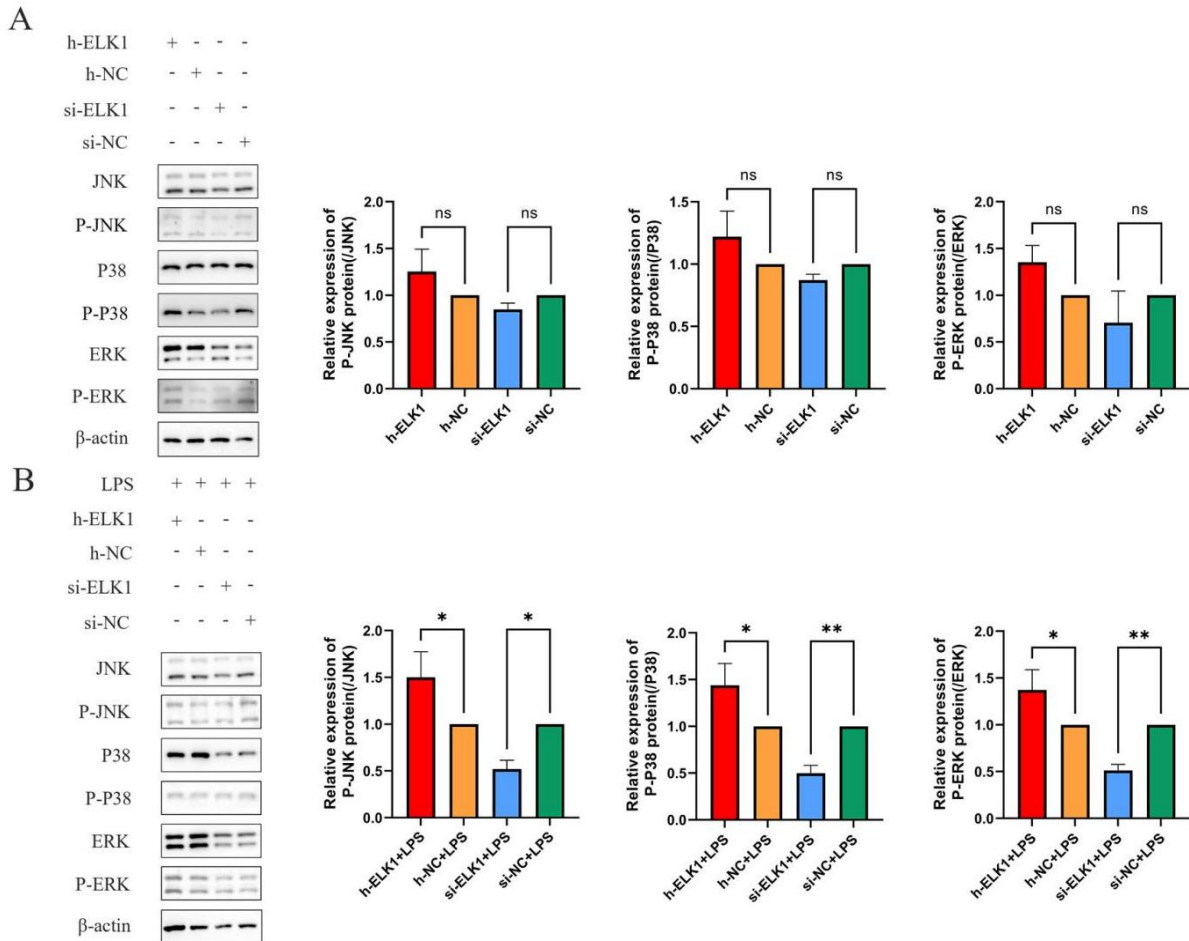 A
h-ELK1 + - - -
h-NC - + - -
si-ELK1 - - + -
si-NC - - - +
JNK
P-JNK
P38
P-P38
ERK
P-ERK
β-actin
Relative expression of
P-JNK protein(/JNK)
2.0
1.5
1.0
0.5
0.0
ns
ns
h-ELK1
h-NC
si-ELK1
si-NC
Relative expression of
P-P38 protein(/P38)
1.5
1.0
0.5
ns
ns
h-ELK1
h-NC
si-ELK1
si-NC
Relative expression of
P-ERK protein(/ERK)
2.0
1.5
1.0
0.5
0.0
ns
ns
h-ELK1
h-NC
si-ELK1
si-NC
B
LPS + + + +
h-ELK1 + - - -
h-NC - + - -
si-ELK1 - - + -
si-NC - - - +
JNK
P-JNK
P38
P-P38
ERK
P-ERK
β-actin
Relative expression of
P-JNK protein(/JNK)
2.0
1.5
1.0
0.5
0.0
*
*
h-ELK1+LPS
h-NC+LPS
si-ELK1+LPS
si-NC+LPS
Relative expression of
P-P38 protein(/P38)
2.0
1.5
1.0
0.5
0.0
*
**
h-ELK1+LPS
h-NC+LPS
si-ELK1+LPS
si-NC+LPS
Relative expression of
P-ERK protein(/ERK)
2.0
1.5
1.0
0.5
0.0
*
**
h-ELK1+LPS
h-NC+LPS
si-ELK1+LPS
si-NC+LPS